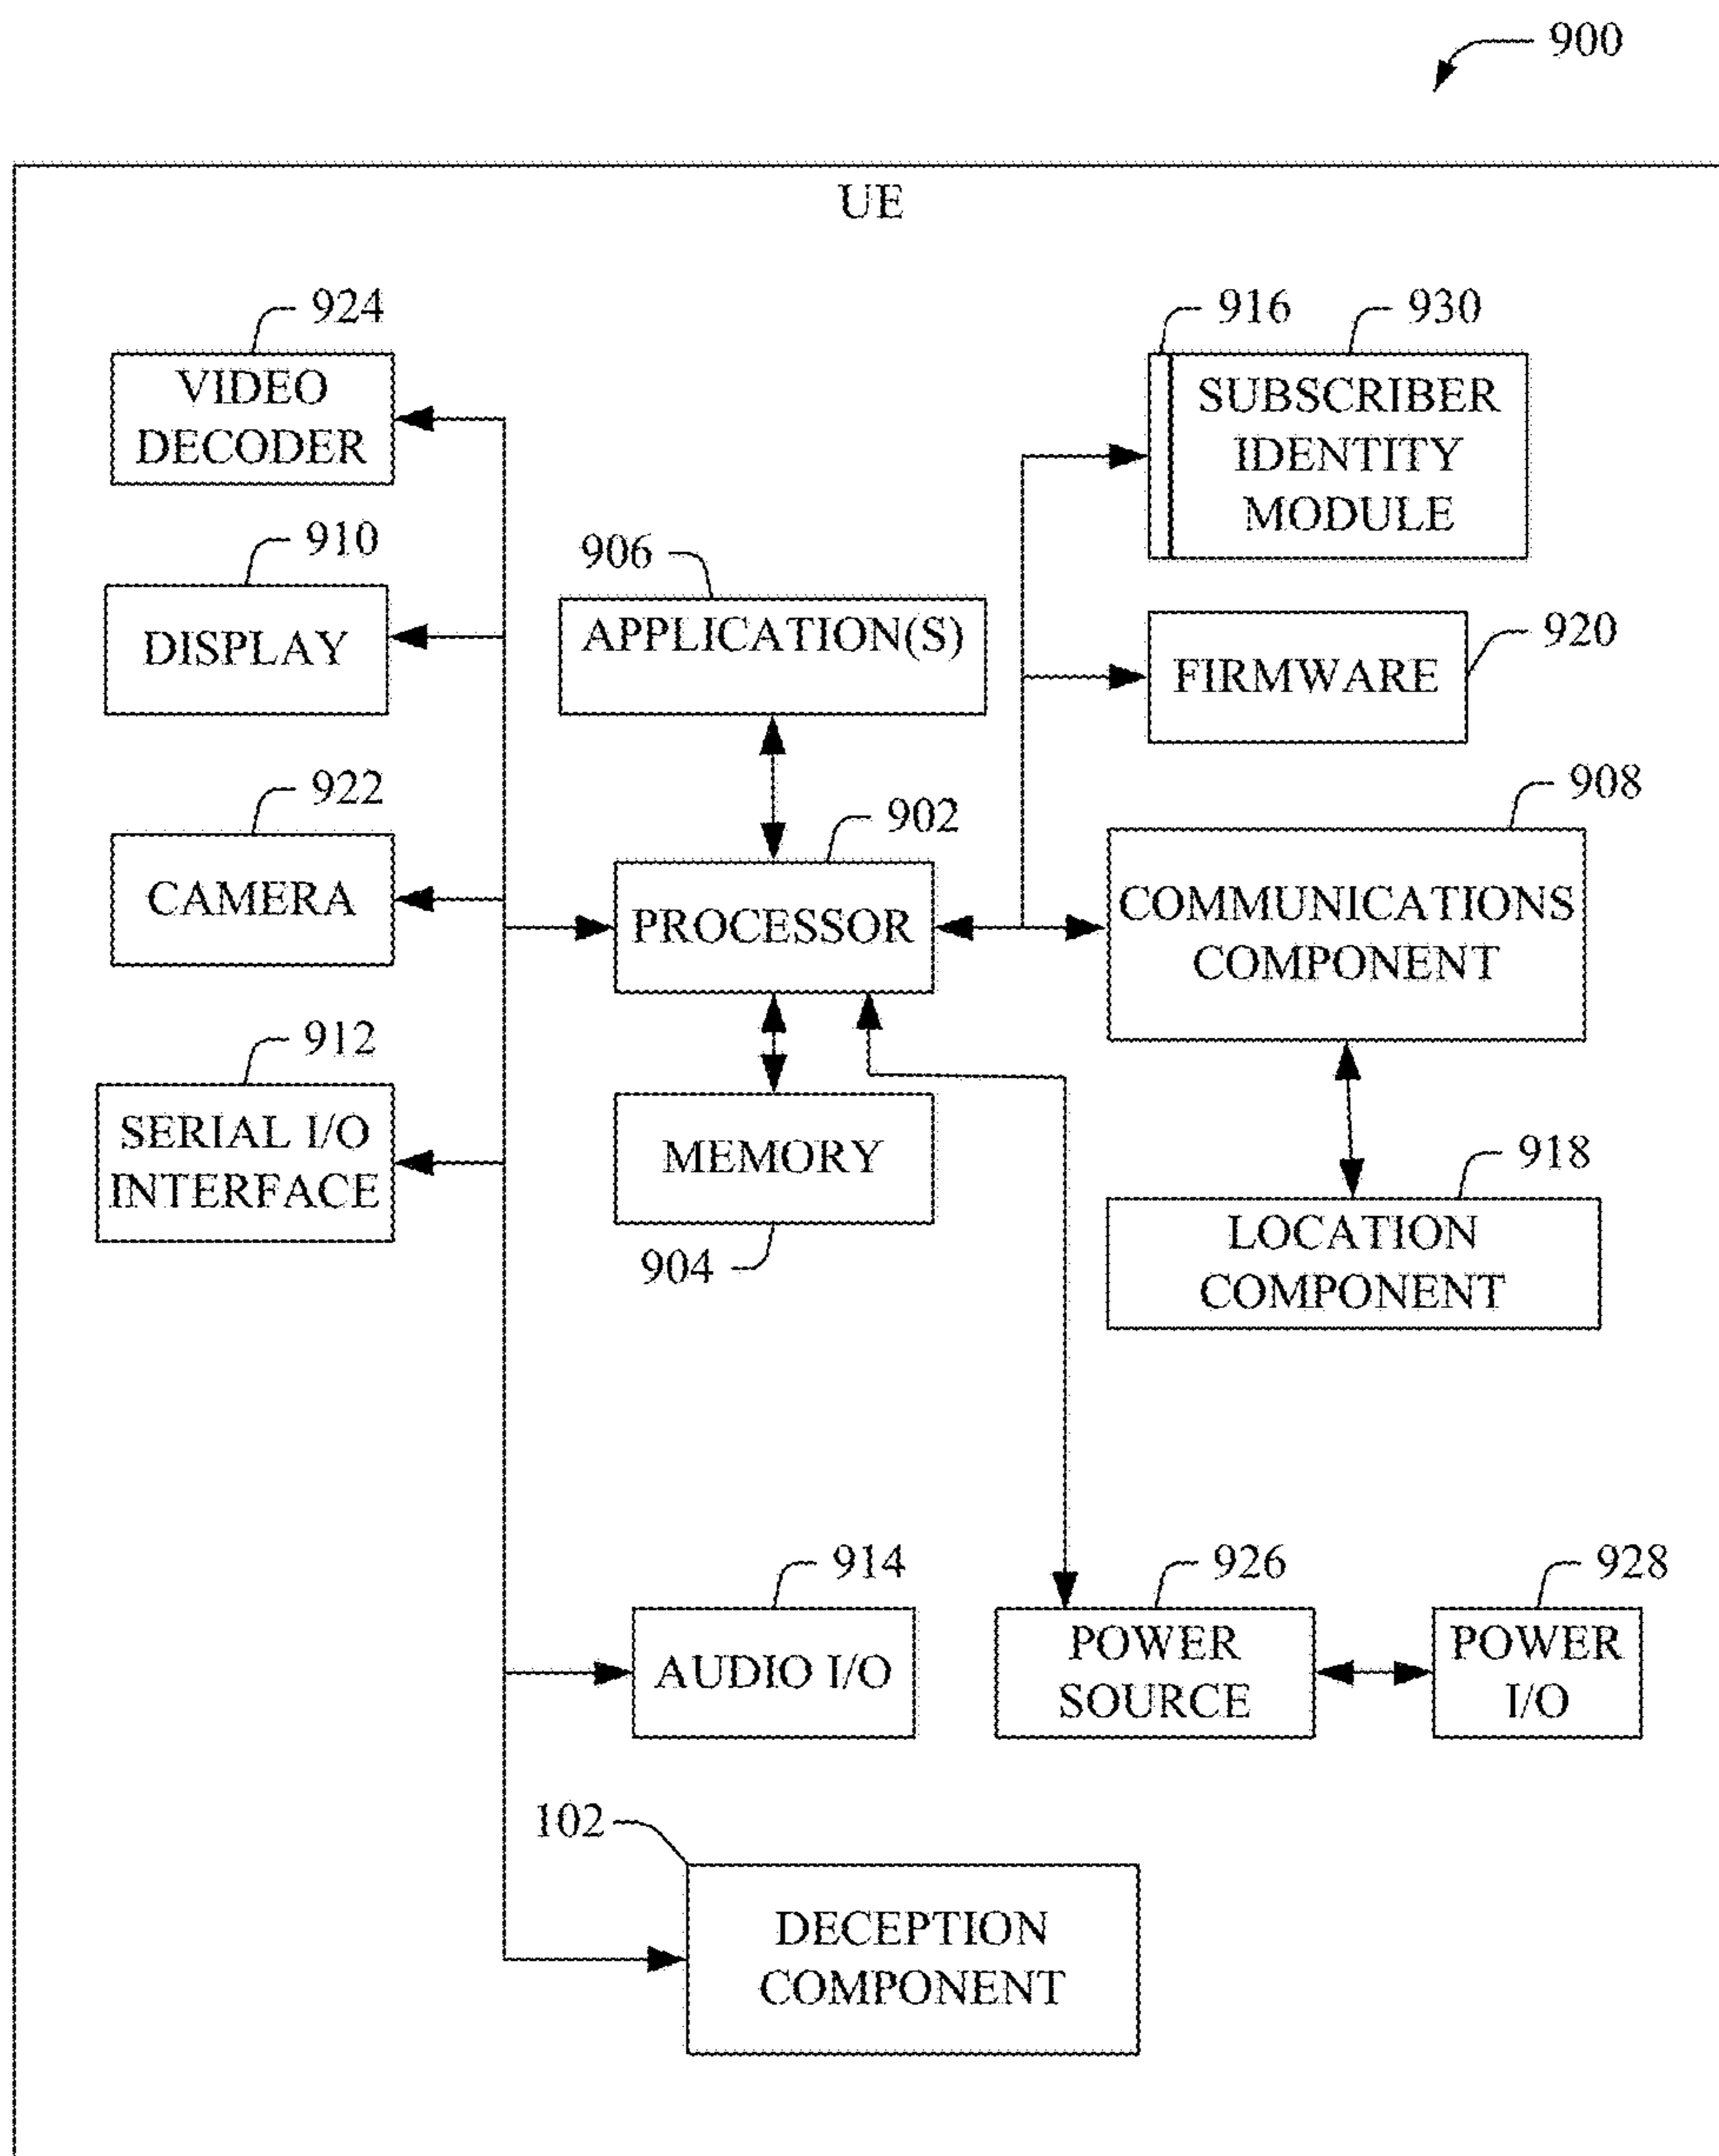 900
UE
924
VIDEO
DECODER
910
DISPLAY
922
CAMERA
912
SERIAL I/O
INTERFACE
906
APPLICATION(S)
902
PROCESSOR
MEMORY
904
916
930
SUBSCRIBER
IDENTITY
MODULE
920
FIRMWARE
908
COMMUNICATIONS
COMPONENT
918
LOCATION
COMPONENT
914
AUDIO I/O
926
POWER
SOURCE
928
POWER
I/O
102
DECEPTION
COMPONENT